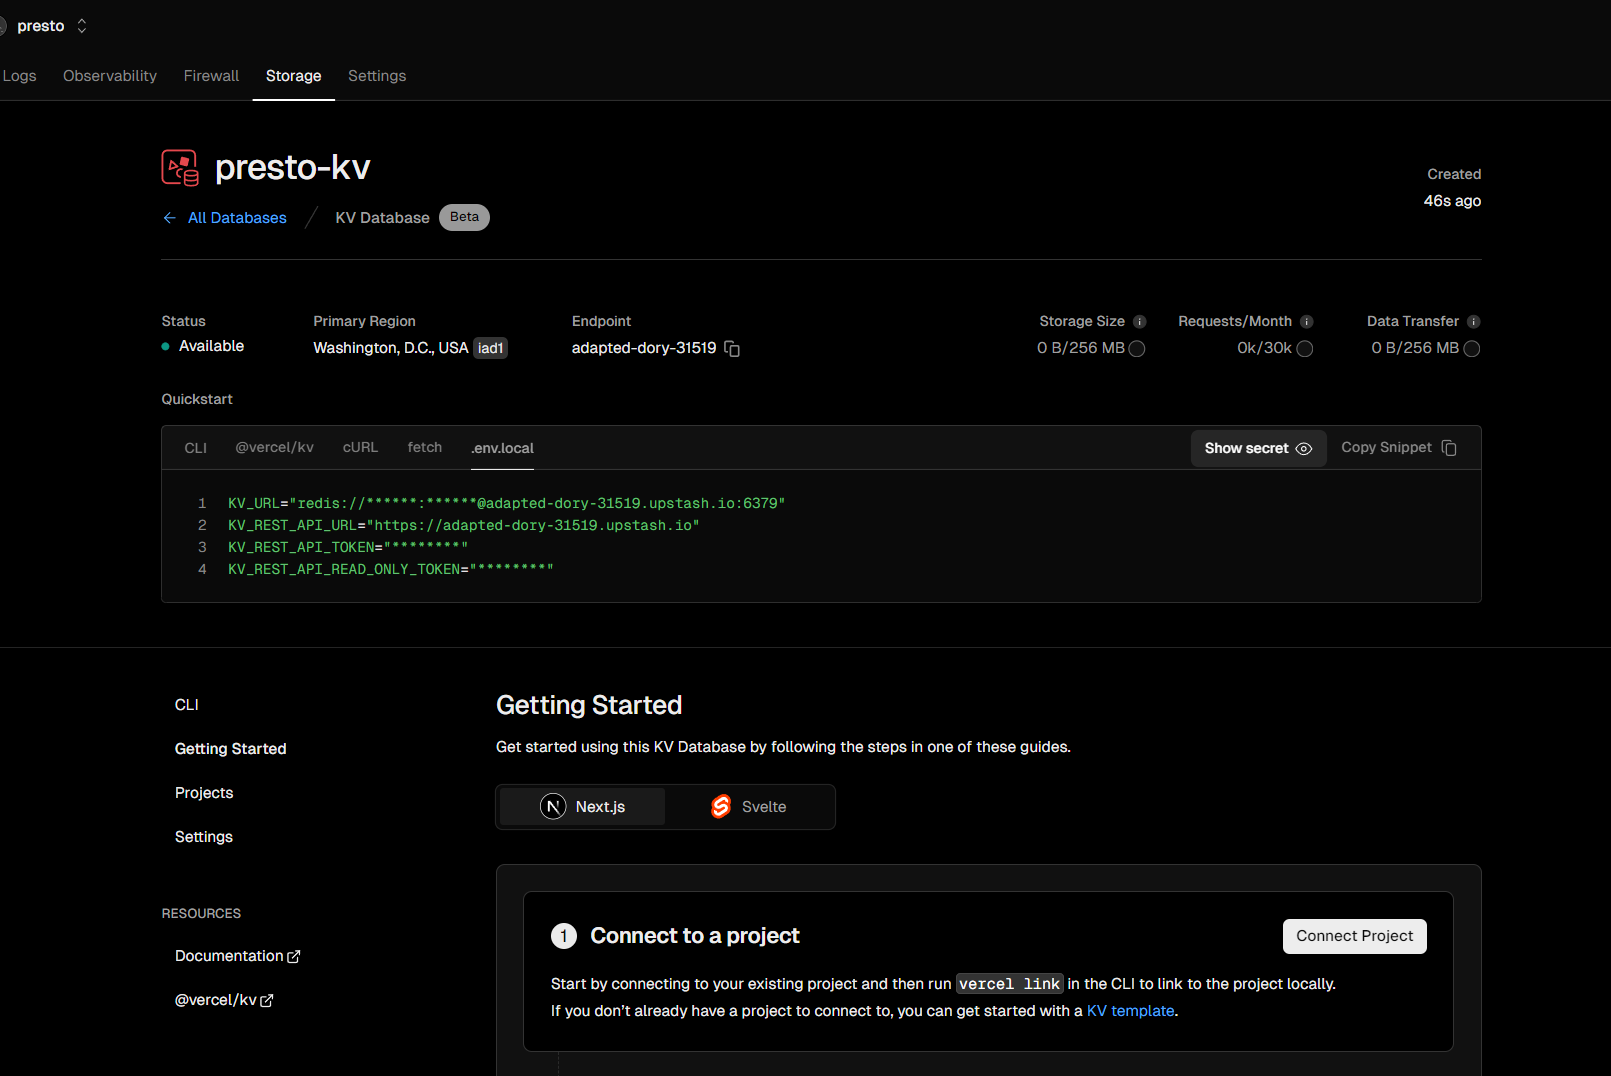 presto
Logs Observability Firewall Storage Settings
presto-kv
Created
46s ago
← All Databases / KV Database Beta
Status Primary Region Endpoint Storage Size Requests/Month Data Transfer
Available Washington, D.C., USA iad1 adapted-dory-31519 0 B/256 MB 0k/30k 0 B/256 MB
Quickstart
CLI @vercel/kv cURL fetch .env.local Show secret Copy Snippet
1 KV_URL="redis://******:******@adapted-dory-31519.upstash.io:6379"
2 KV_REST_API_URL="https://adapted-dory-31519.upstash.io"
3 KV_REST_API_TOKEN="********"
4 KV_REST_API_READ_ONLY_TOKEN="********"
CLI
Getting Started
Projects
Settings
RESOURCES
Documentation
@vercel/kv
Getting Started
Get started using this KV Database by following the steps in one of these guides.
Next.js Svelte
1 Connect to a project Connect Project
Start by connecting to your existing project and then run vercel link in the CLI to link to the project locally.
If you don’t already have a project to connect to, you can get started with a KV template.